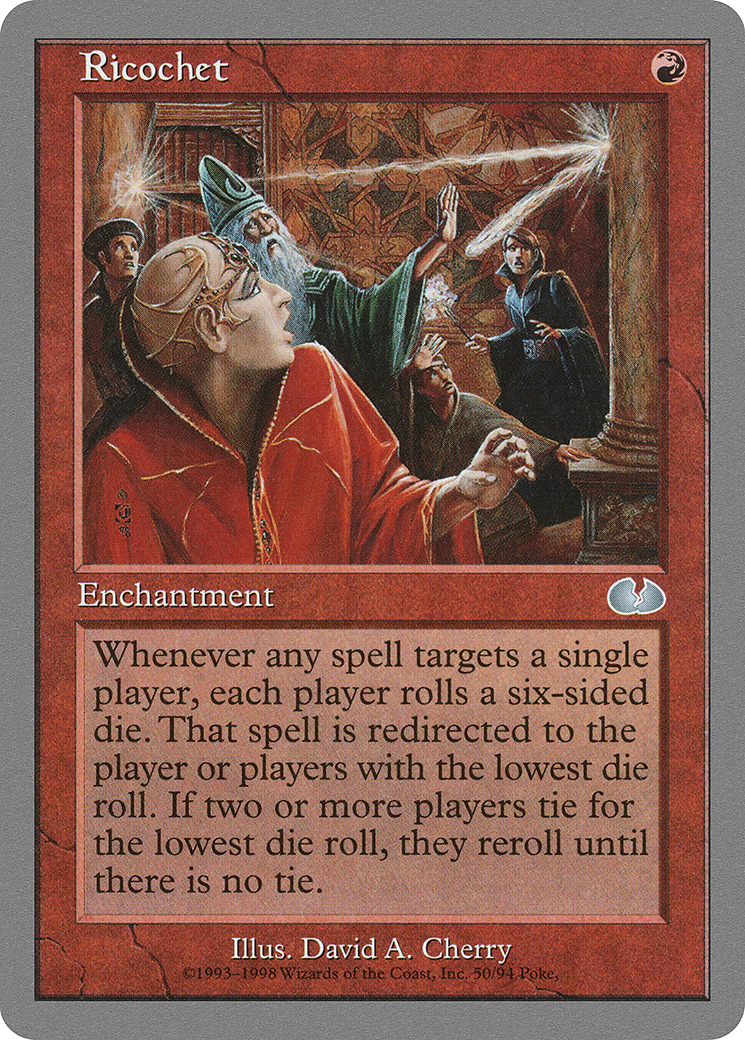 Ricochet
Enchantment
Whenever any spell targets a single
player, each player rolls a six-sided
die. That spell is redirected to the
player or players with the lowest die
roll. If two or more players tie for
the lowest die roll, they reroll until
there is no tie.
Illus. David A. Cherry
©1993–1998 Wizards of the Coast, Inc. 50/94 Poke,